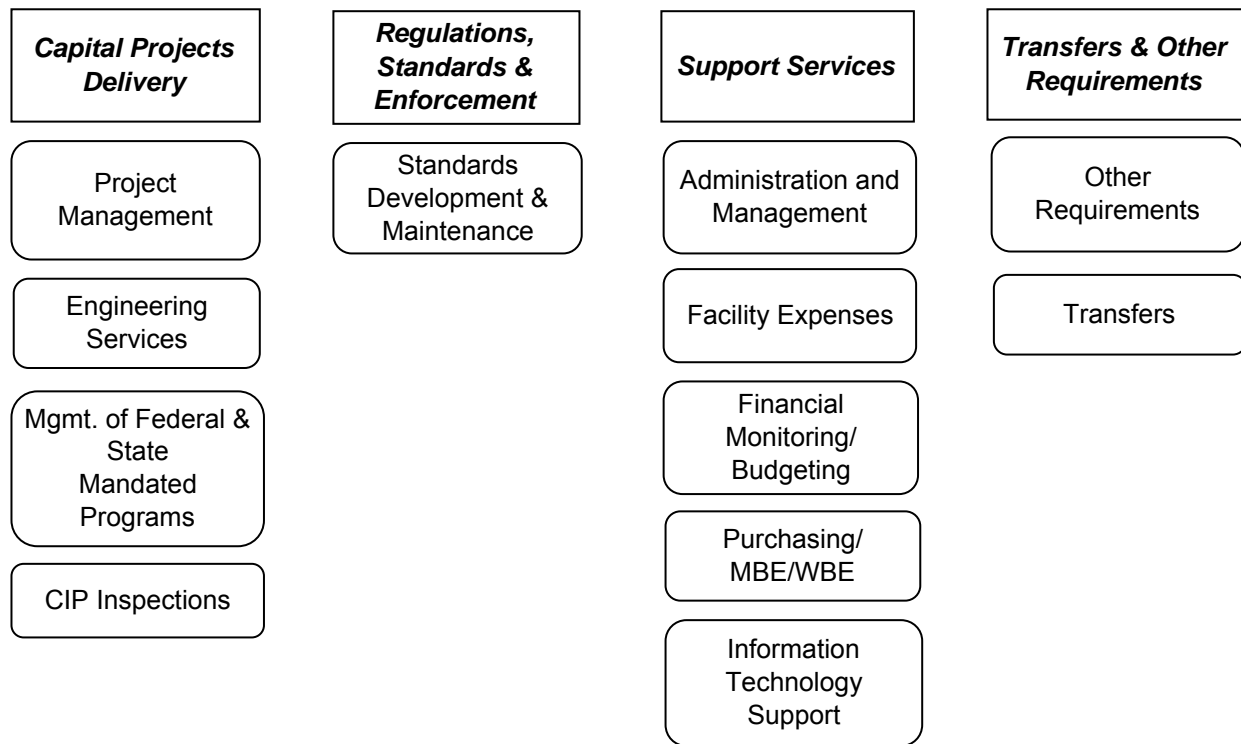 Capital Projects
Delivery
Project
Management
Engineering
Services
Mgmt. of Federal &
State
Mandated
Programs
CIP Inspections
Regulations,
Standards &
Enforcement
Standards
Development &
Maintenance
Support Services
Administration and
Management
Facility Expenses
Financial
Monitoring/
Budgeting
Purchasing/
MBE/WBE
Information
Technology
Support
Transfers & Other
Requirements
Other
Requirements
Transfers